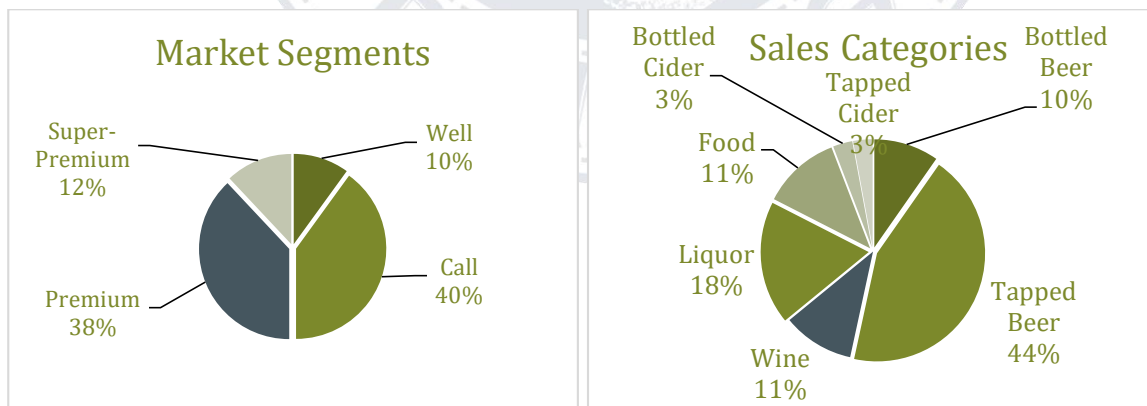 Market Segments
Super-
Premium
12%
Well
10%
Premium
38%
Call
40%
Sales Categories
Bottled
Cider
3%
Tapped
Cider
3%
Bottled
Beer
10%
Food
11%
Liquor
18%
Wine
11%
Tapped
Beer
44%